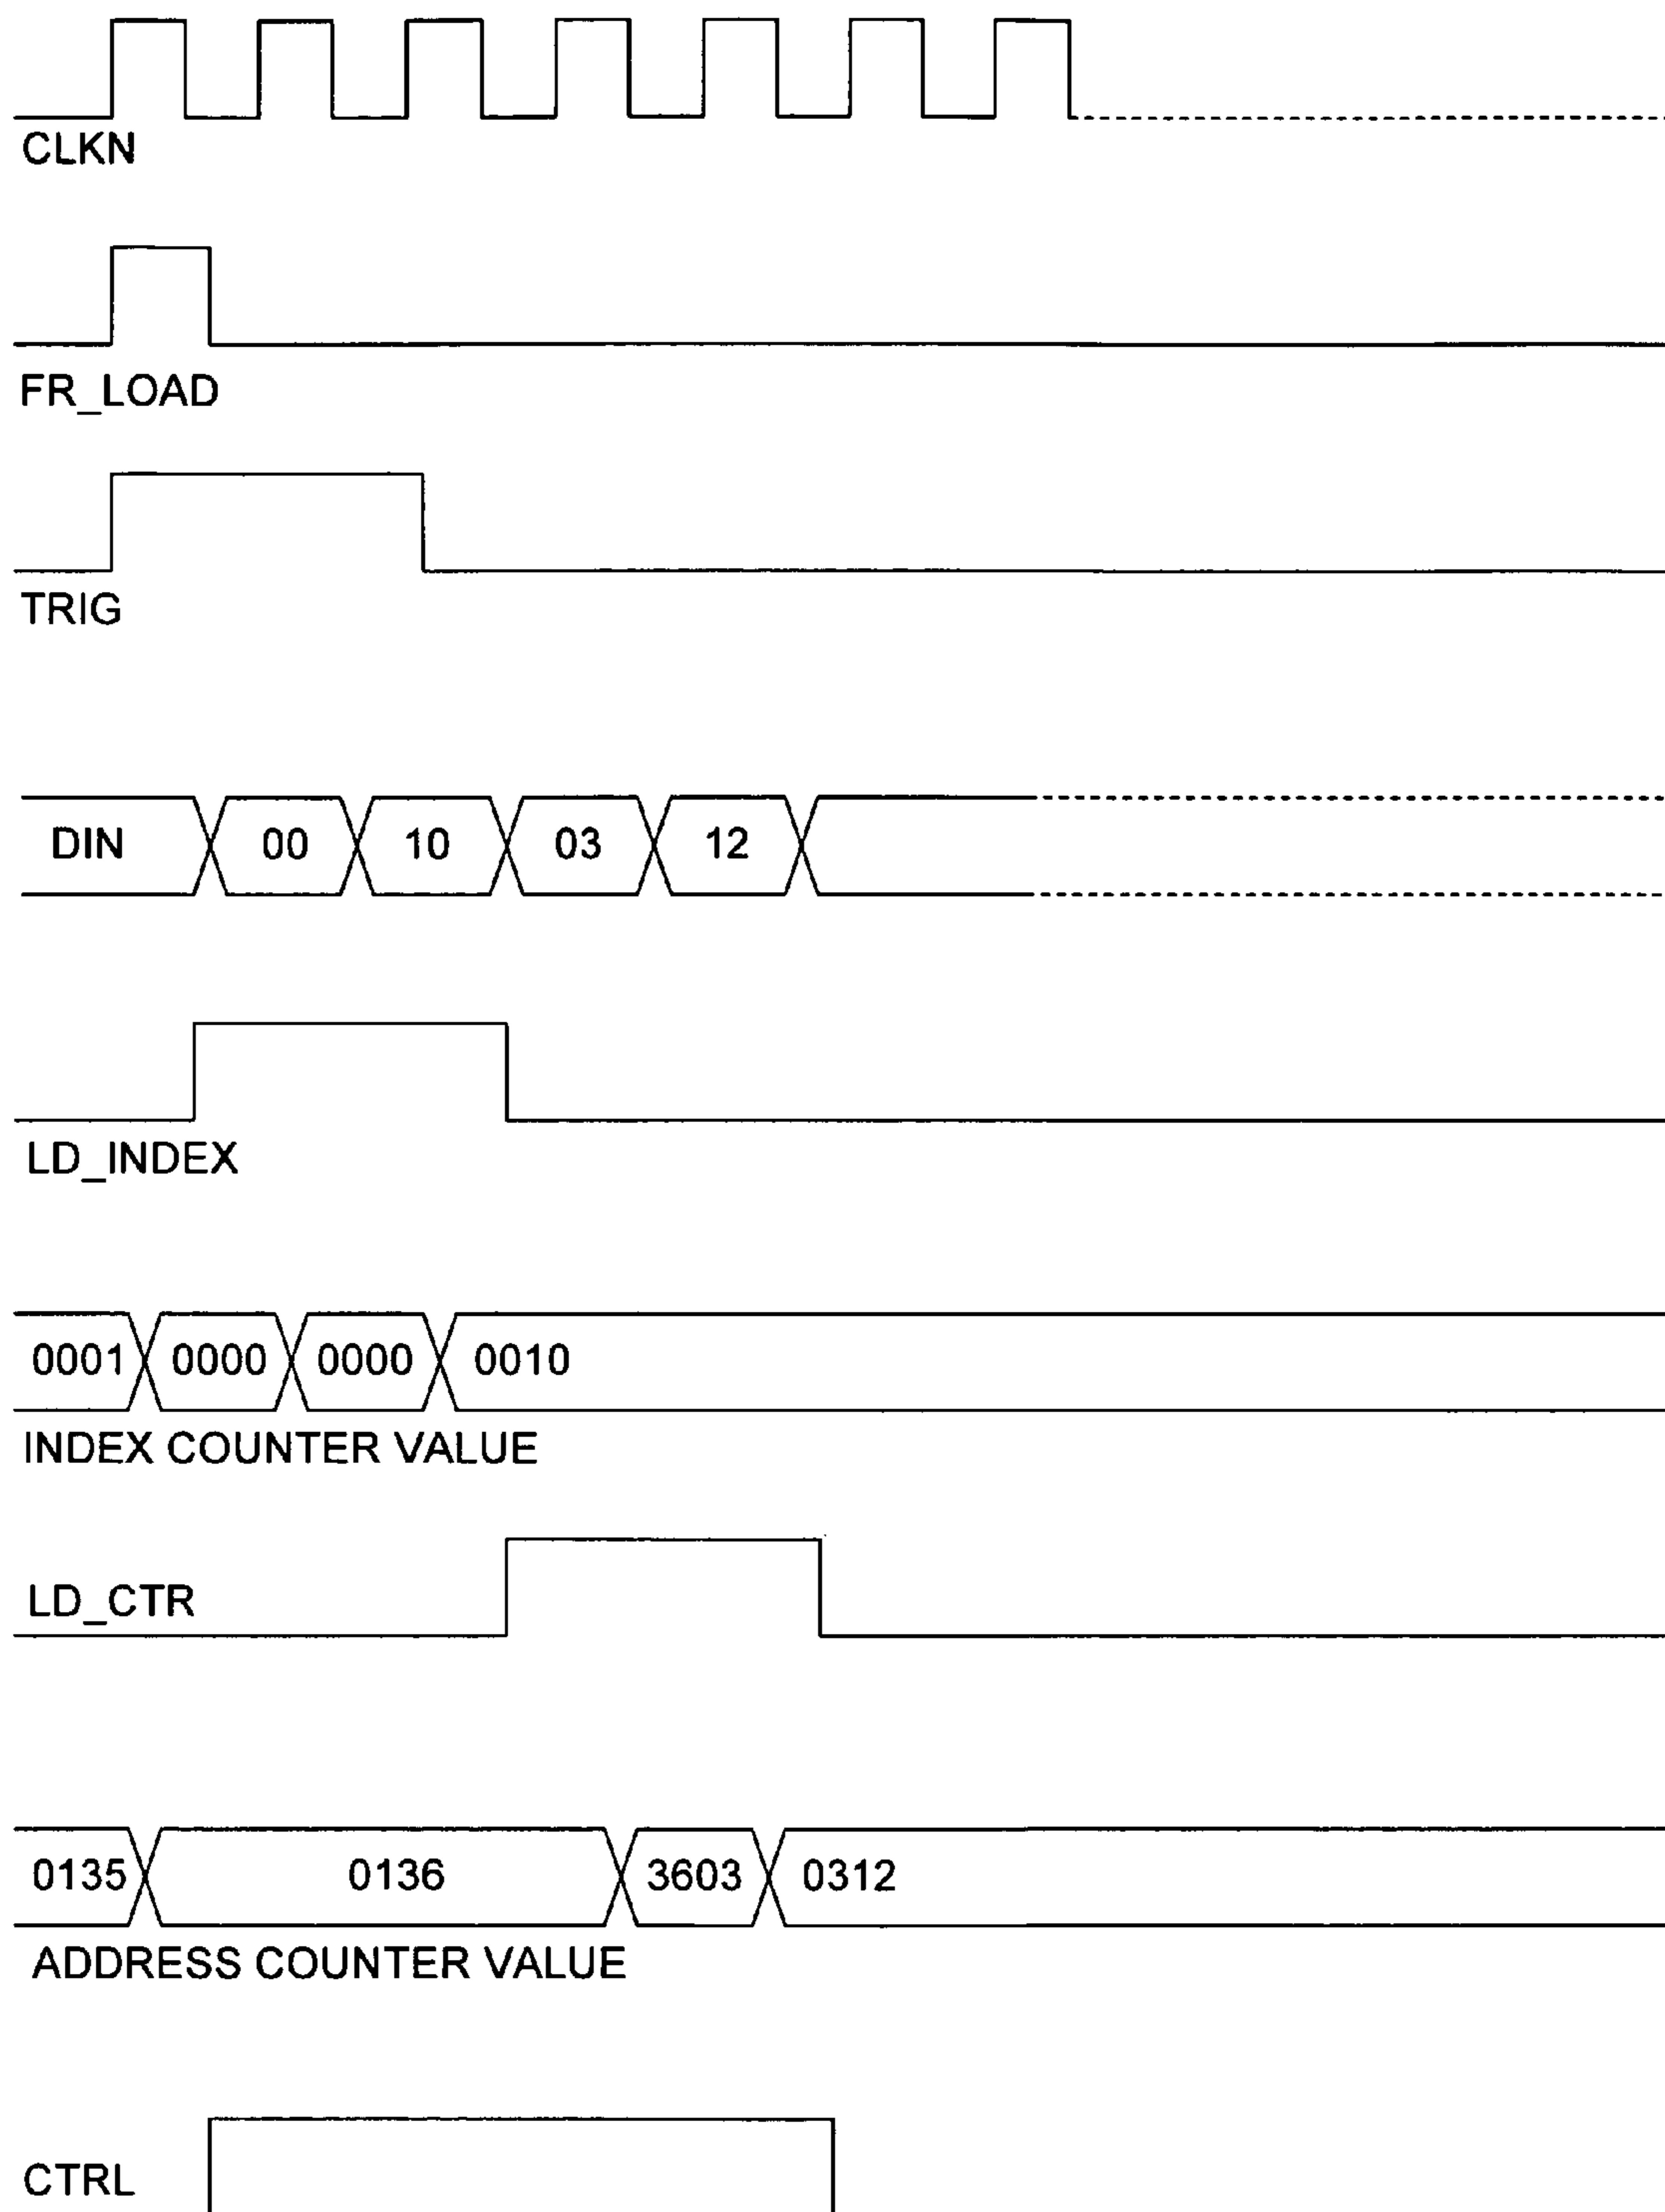 CLKN
FR_LOAD
TRIG
DIN 00 10 03 12
LD_INDEX
0001 0000 0000 0010
INDEX COUNTER VALUE
LD_CTR
0135 0136 3603 0312
ADDRESS COUNTER VALUE
CTRL